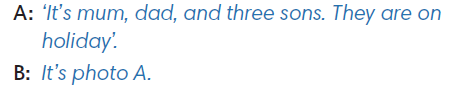 A: ‘It’s mum, dad, and three sons. They are on
holiday’.
B: It’s photo A.